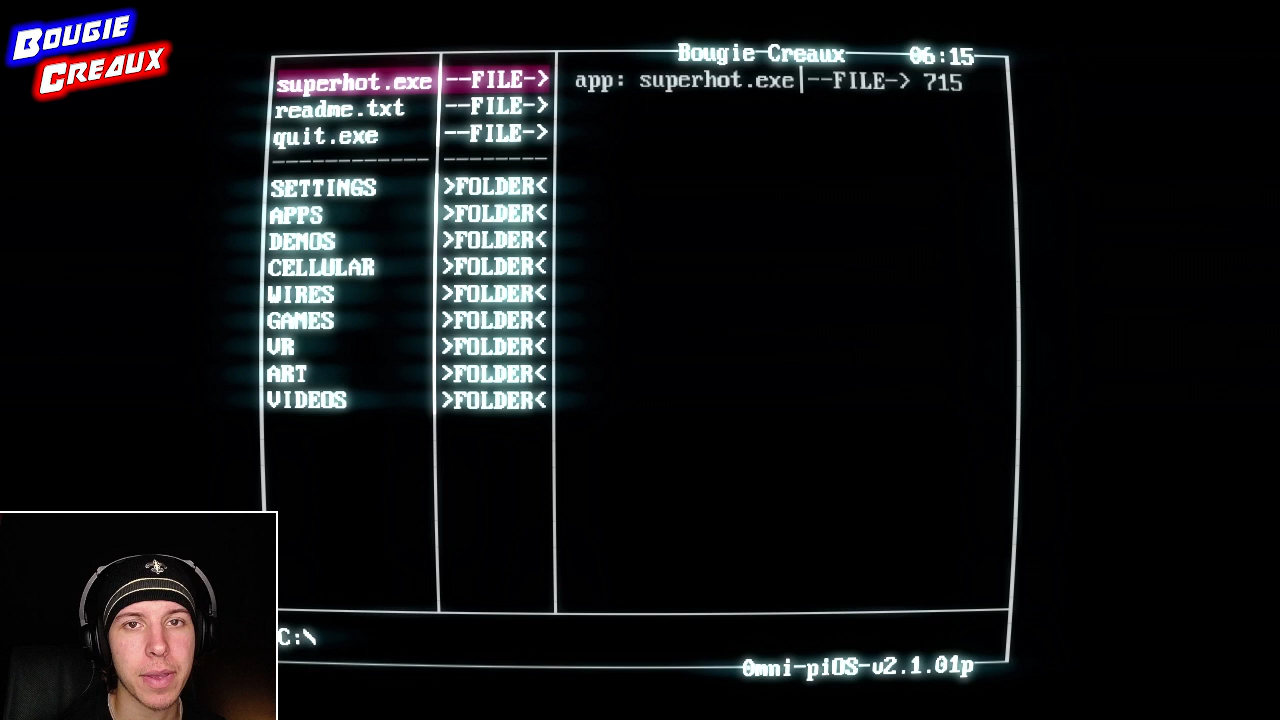 BOUGIE
CREAUX
Bougie Creaux 06:15
superhot.exe --FILE-> app: superhot.exe|--FILE-> 715
readme.txt --FILE->
quit.exe --FILE->
------------ --------
SETTINGS >FOLDER<
APPS >FOLDER<
DEMOS >FOLDER<
CELLULAR >FOLDER<
WIRES >FOLDER<
GAMES >FOLDER<
VR >FOLDER<
ART >FOLDER<
VIDEOS >FOLDER<
C:\
Omni-piOS-v2.1.01p